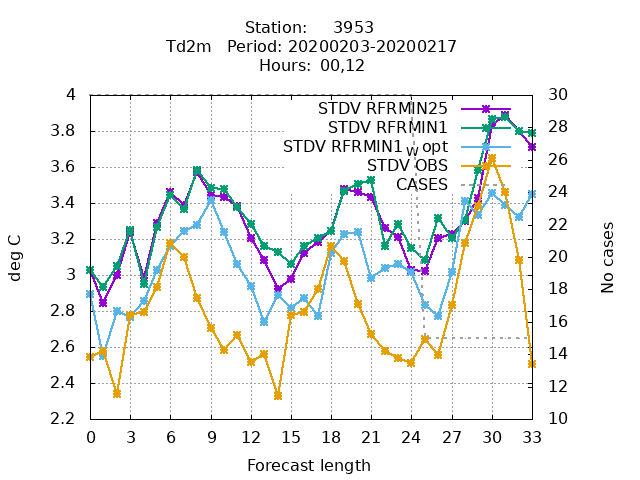 Station: 3953
Td2m Period: 20200203-20200217
Hours: 00,12
4
3.8
3.6
3.4
3.2
3
2.8
2.6
2.4
2.2
30
28
26
24
22
20
18
16
14
12
10
STDV RFRMIN25
STDV RFRMIN1
STDV RFRMIN1 w opt
STDV OBS
CASES
deg C
No cases
0 3 6 9 12 15 18 21 24 27 30 33
Forecast length